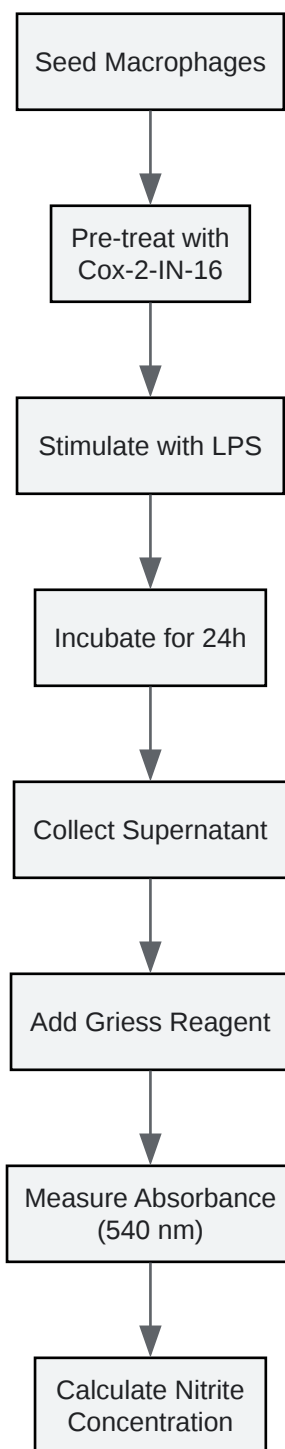 Seed Macrophages
Pre-treat with
Cox-2-IN-16
Stimulate with LPS
Incubate for 24h
Collect Supernatant
Add Griess Reagent
Measure Absorbance
(540 nm)
Calculate Nitrite
Concentration